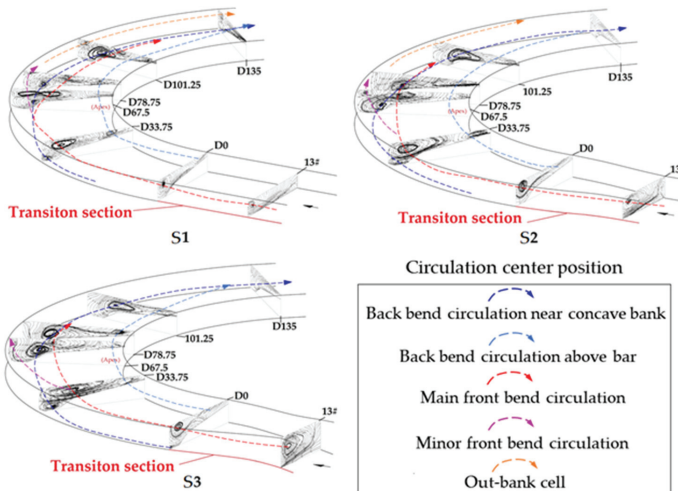 D135
D101.25
D78.75
(Apex)
D67.5
D33.75
D0
13#
Transiton section
S1
D135
101.25
D78.75
(Apex)
D67.5
D33.75
D0
13
Transiton section
S2
D135
101.25
D78.75
(Apex)
D67.5
D33.75
D0
13#
Transiton section
S3
Circulation center position
Back bend circulation near concave bank
Back bend circulation above bar
Main front bend circulation
Minor front bend circulation
Out-bank cell